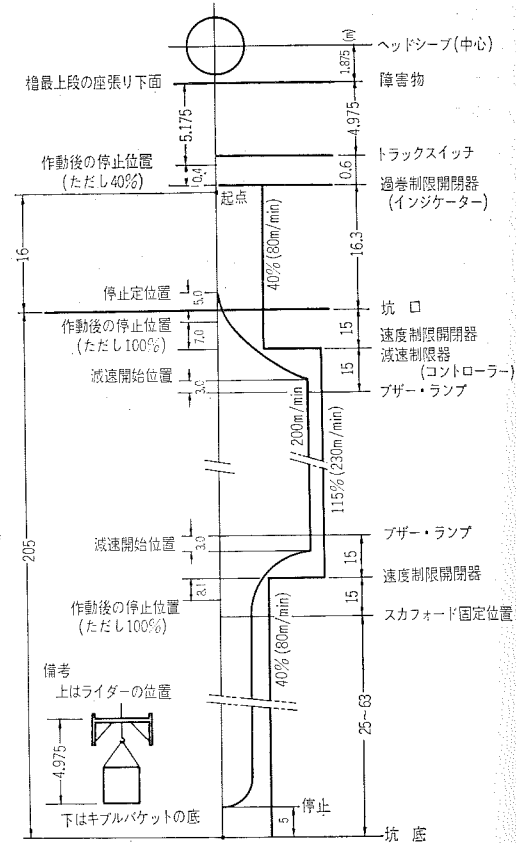 ヘッドシーブ(中心)
1.875 (m)
櫓最上段の座張り下面
障害物
5.175
4.975
トラックスイッチ
作動後の停止位置
(ただし40%)
0.4
0.6
過巻制限開閉器
(インジケーター)
起点
16
40% (80m/min)
16.3
停止定位置
5.0
坑口
作動後の停止位置
(ただし100%)
7.0
15
速度制限開閉器
減速制限器
(コントローラー)
15
減速開始位置
3.0
ブザー・ランプ
200m/min
115% (230m/min)
205
ブザー・ランプ
減速開始位置
3.0
15
速度制限開閉器
8.1
作動後の停止位置
(ただし100%)
15
スカフォード固定位置
40% (80m/min)
25~63
備考
上はライダーの位置
4.975
下はキブルバケットの底
停止
5
坑底